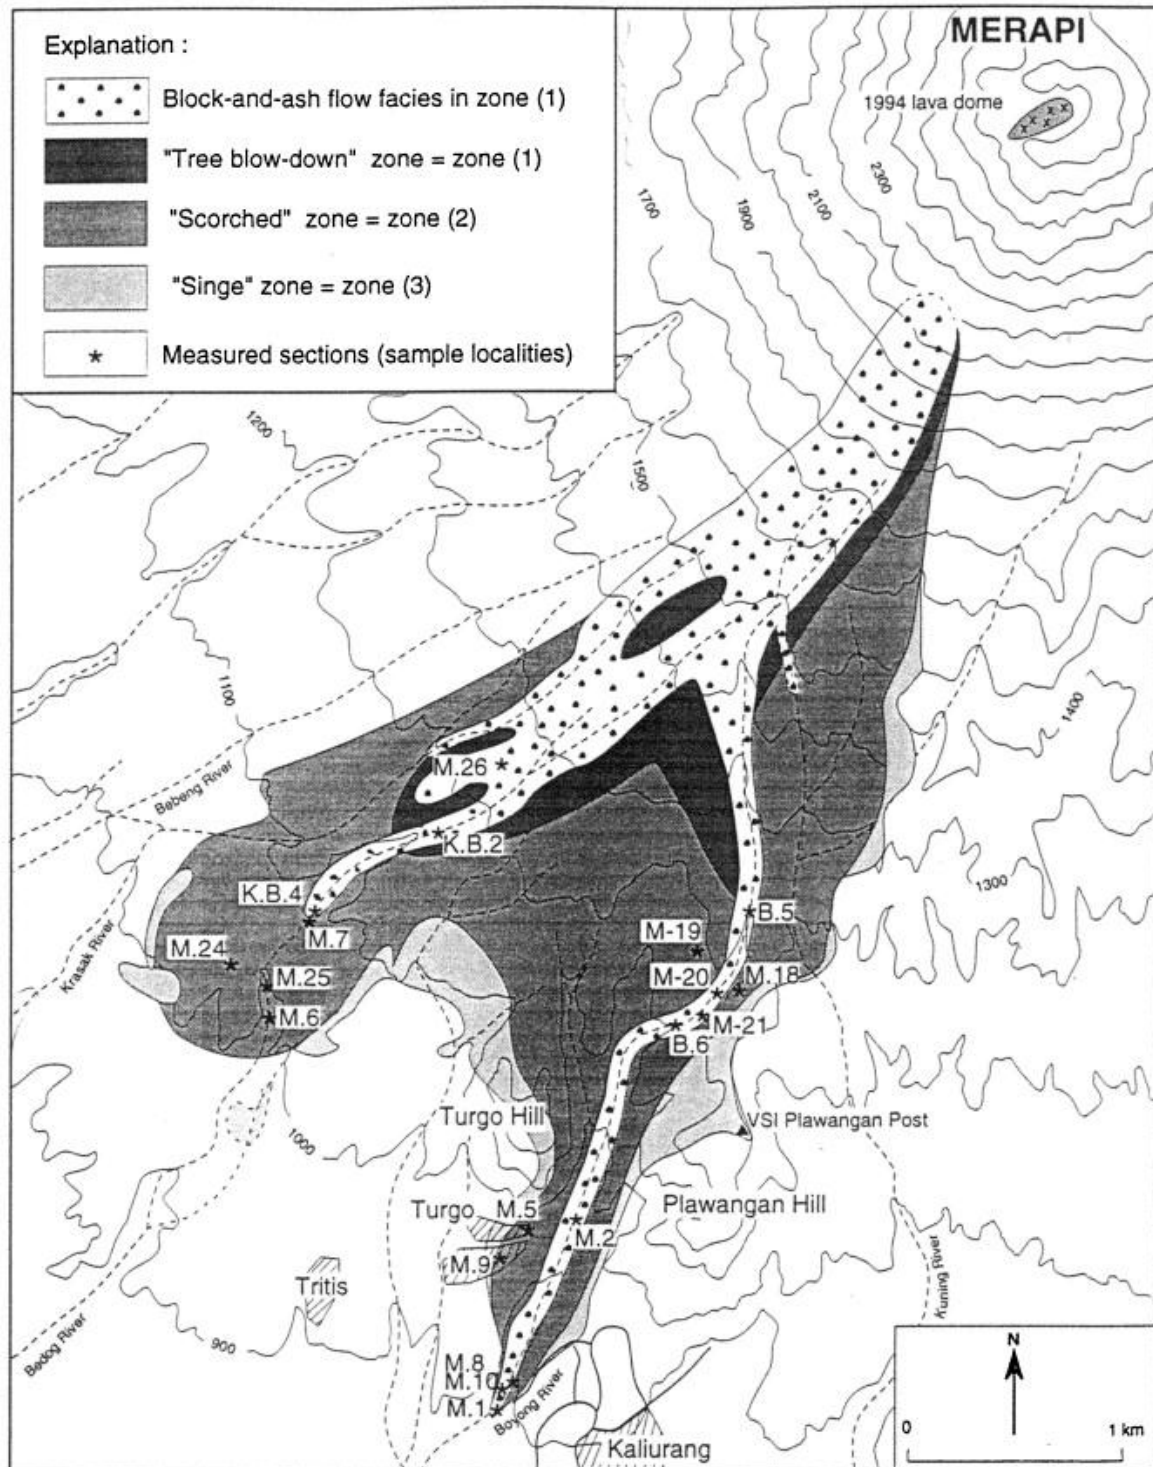 MERAPI
Explanation :
Block-and-ash flow facies in zone (1)
"Tree blow-down" zone = zone (1)
"Scorched" zone = zone (2)
"Singe" zone = zone (3)
Measured sections (sample localities)
1994 lava dome
2300
2100
1900
1700
1500
1200
1100
1400
1300
Bebeng River
M.26
K.B.2
K.B.4
M.7
B.5
M-19
M.24
Krasak River
M.25
M-20
M.18
M.6
M-21
B.6
Turgo Hill
VSI Plawangan Post
1000
Turgo
M.5
Plawangan Hill
M.2
M.9
Tritis
Kuning River
900
Bedog River
M.8
M.10
M.1
Boyong River
Kaliurang
N
0 1 km